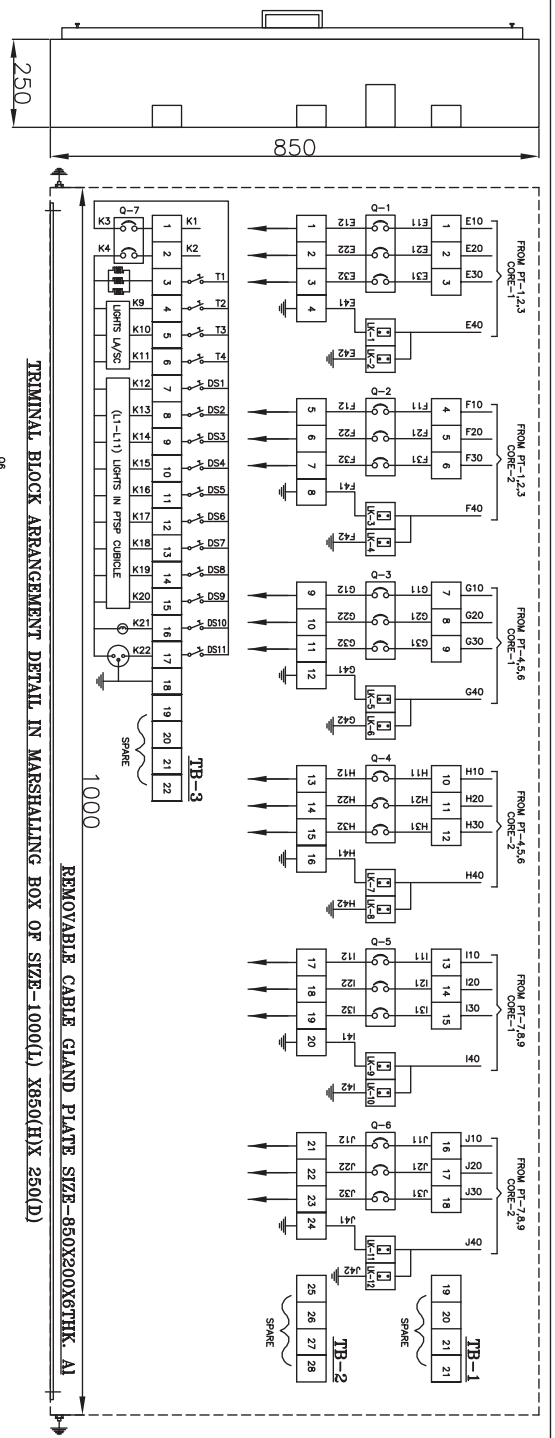 250
850
FROM PT-1,2,3
CORE-1
E10 E20 E30 E40
1 2 3
E11 E21 E31
Q-1
LK-1 LK-2
E12 E22 E32 E41 E42
1 2 3 4
FROM PT-1,2,3
CORE-2
F10 F20 F30 F40
4 5 6
F11 F21 F31
Q-2
LK-3 LK-4
F12 F22 F32 F41 F42
5 6 7 8
FROM PT-4,5,6
CORE-1
G10 G20 G30 G40
7 8 9
G11 G21 G31
Q-3
LK-5 LK-6
G12 G22 G32 G41 G42
9 10 11 12
FROM PT-4,5,6
CORE-2
H10 H20 H30 H40
10 11 12
H11 H21 H31
Q-4
LK-7 LK-8
H12 H22 H32 H41 H42
13 14 15 16
FROM PT-7,8,9
CORE-1
I10 I20 I30 I40
13 14 15
I11 I21 I31
Q-5
LK-9 LK-10
I12 I22 I32 I41 I42
17 18 19 20
FROM PT-7,8,9
CORE-2
J10 J20 J30 J40
16 17 18
J11 J21 J31
Q-6
LK-11 LK-12
J12 J22 J32 J41 J42
21 22 23 24
TB-1
19 20 21 21
SPARE
TB-2
25 26 27 28
SPARE
K1 K2 T1 T2 T3 T4 DS1 DS2 DS3 DS4 DS5 DS6 DS7 DS8 DS9 DS10 DS11
1 2 3 4 5 6 7 8 9 10 11 12 13 14 15 16 17 18 19 20 21 22
TB-3
SPARE
Q-7
K3 K4 K9 K10 K11 K12 K13 K14 K15 K16 K17 K18 K19 K20 K21 K22
LIGHTS LA/SC
(L1-L11) LIGHTS IN PTSP CUBICLE
1000
REMOVABLE CABLE GLAND PLATE SIZE-850X200X6THK. Al
TRIMINAL BLOCK ARRANGEMENT DETAIL IN MARSHALLING BOX OF SIZE-1000(L) X850(H)X 250(D)